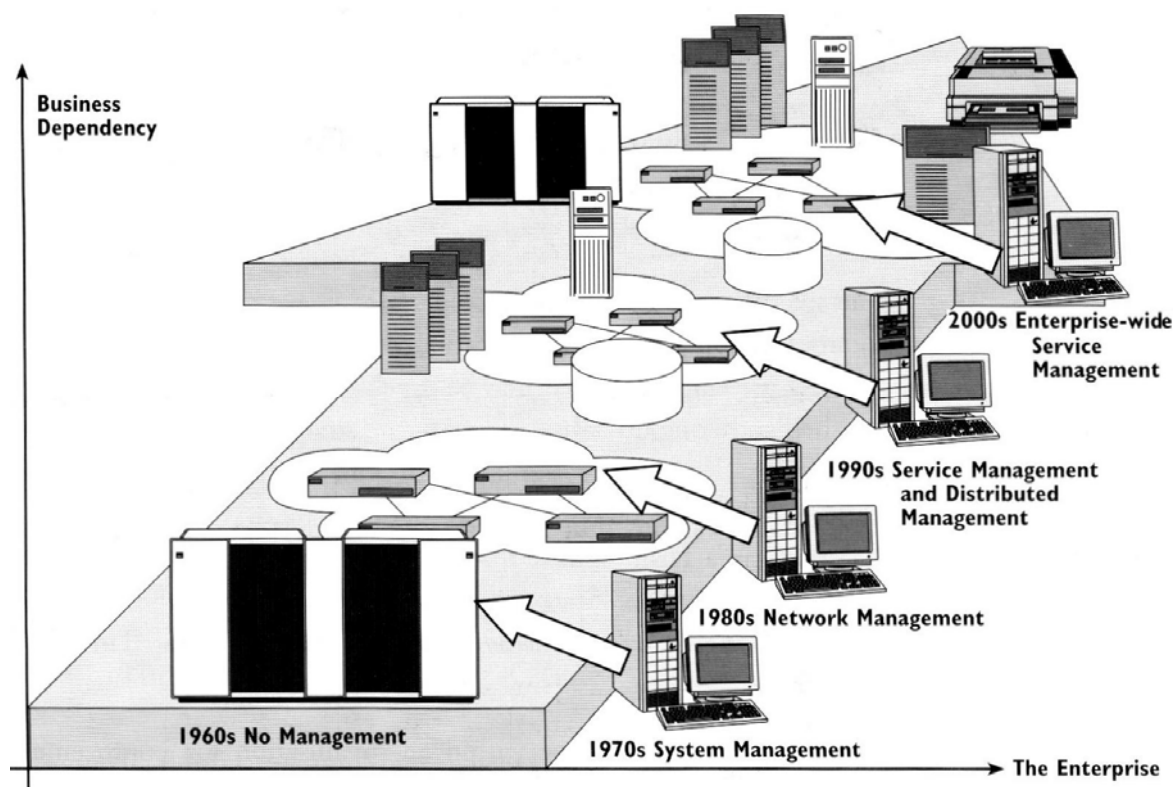 Business
Dependency
2000s Enterprise-wide
Service
Management
1990s Service Management
and Distributed
Management
1980s Network Management
1960s No Management
1970s System Management
The Enterprise